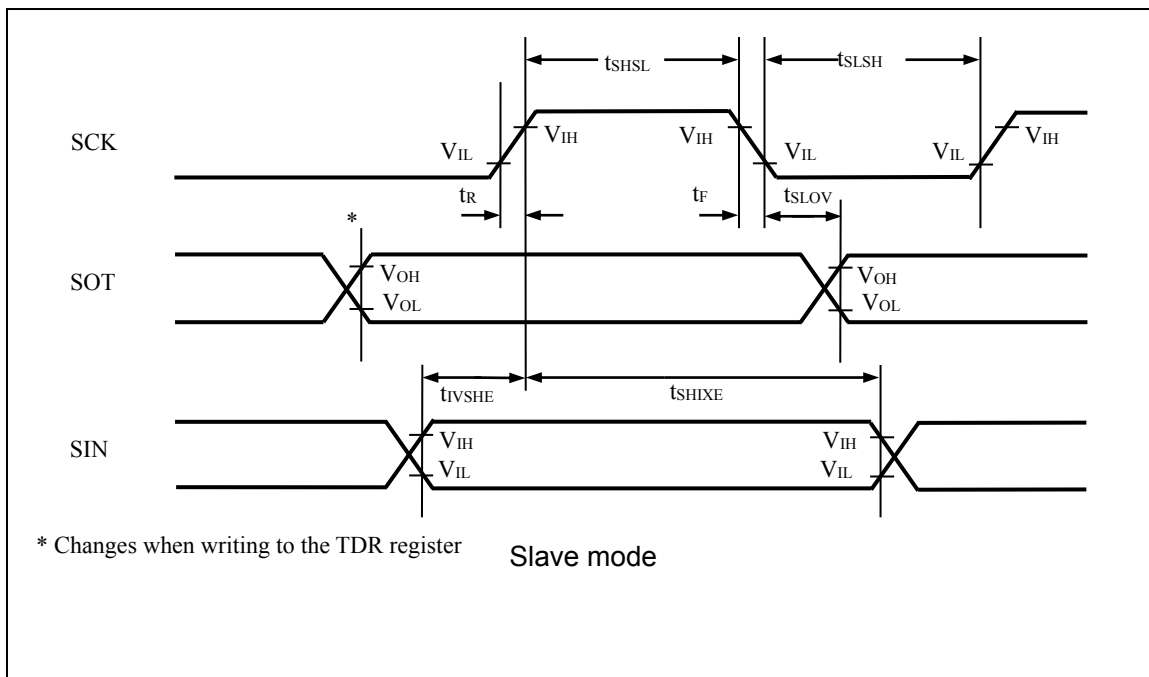 tSHSL tSLSH
SCK VIL VIH VIH VIL VIL VIH
tR tF tSLOV
*
SOT VOH VOH
VOL VOL
tIVSHE tSHIXE
SIN VIH VIH
VIL VIL
* Changes when writing to the TDR register
Slave mode